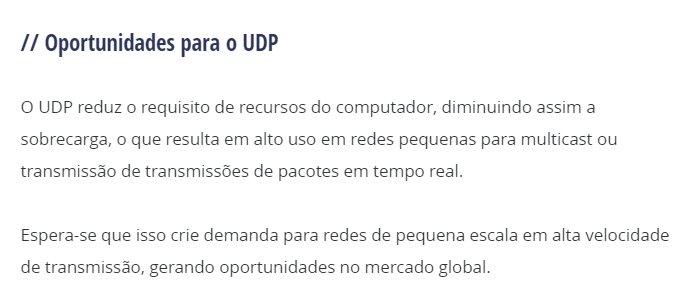 // Oportunidades para o UDP
O UDP reduz o requisito de recursos do computador, diminuindo assim a
sobrecarga, o que resulta em alto uso em redes pequenas para multicast ou
transmissão de transmissões de pacotes em tempo real.
Espera-se que isso crie demanda para redes de pequena escala em alta velocidade
de transmissão, gerando oportunidades no mercado global.